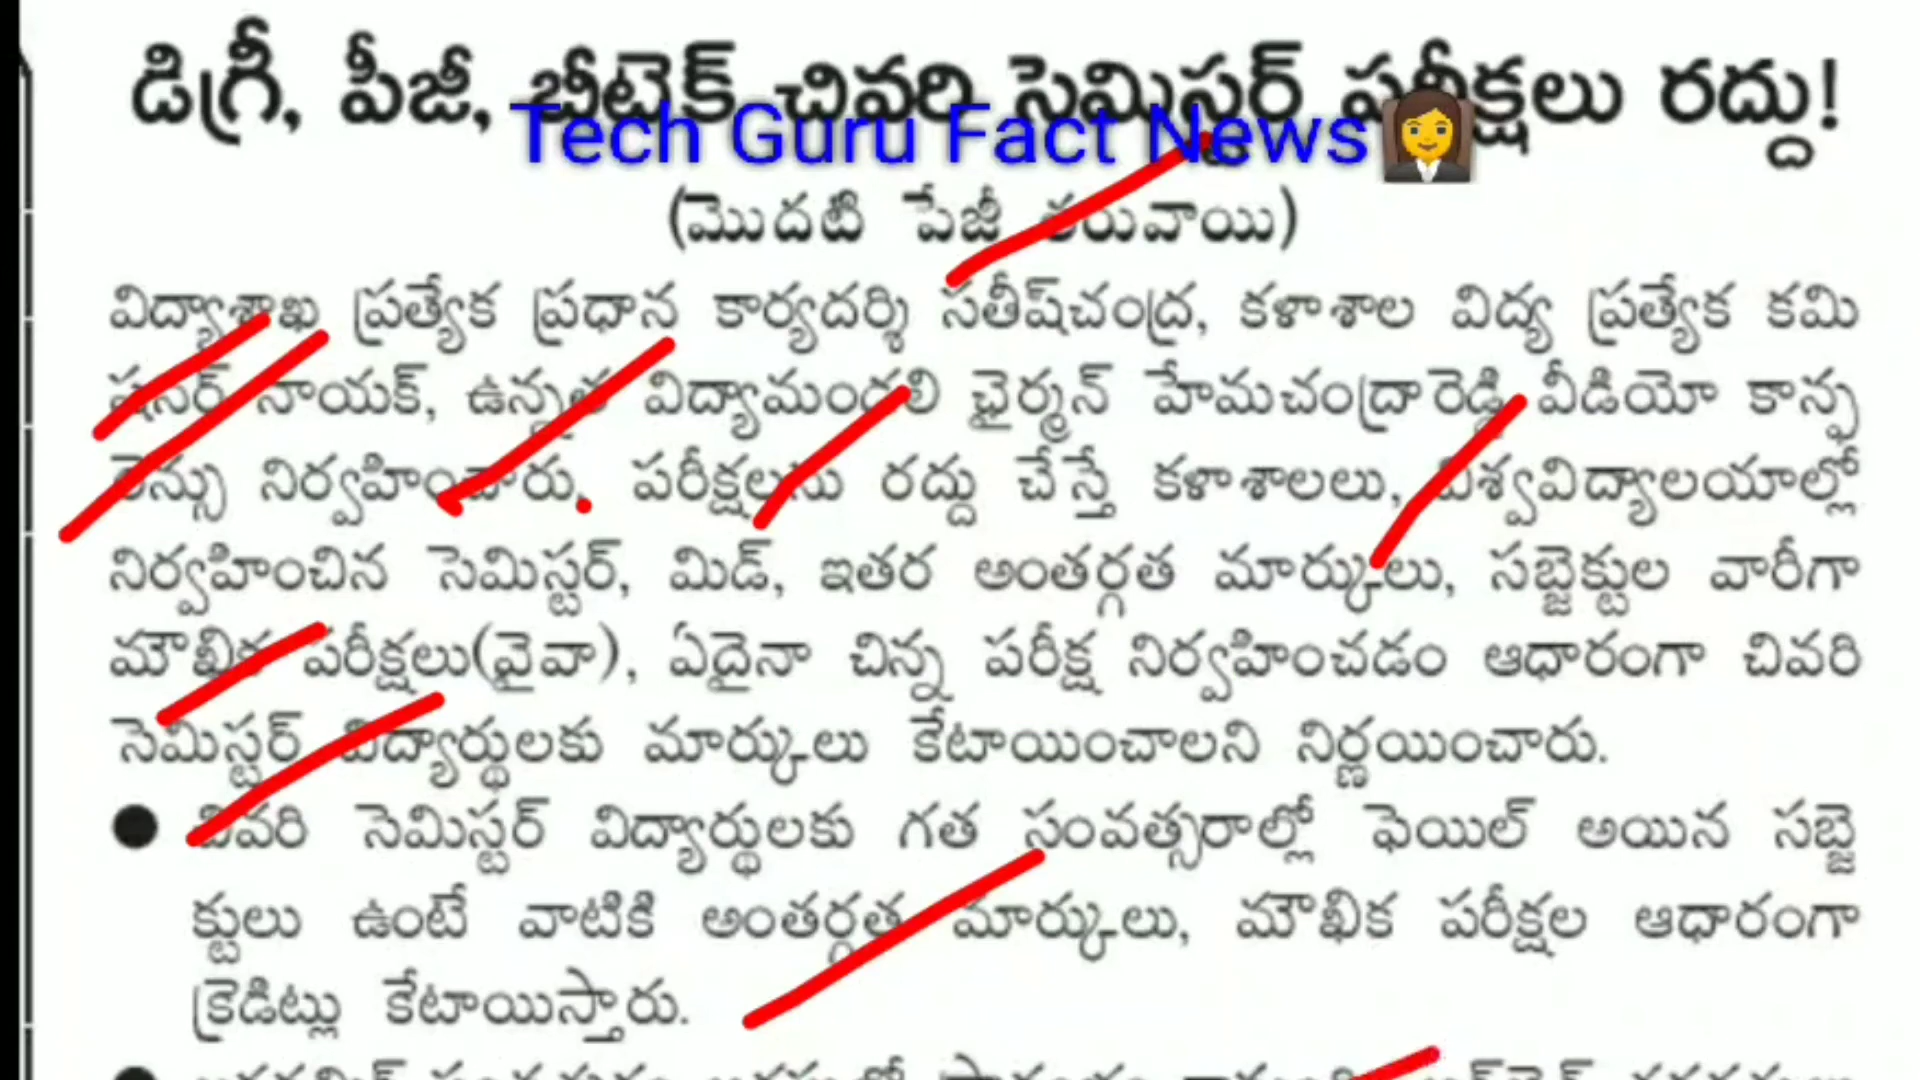 డిగ్రీ, పీజీ, బీటెక్ చివరి సెమిస్టర్ పరీక్షలు రద్దు!
Tech Guru Fact News
(మొదటి పేజీ తరువాయి)
విద్యాశాఖ ప్రత్యేక ప్రధాన కార్యదర్శి సతీష్‌చంద్ర, కళాశాల విద్య ప్రత్యేక కమి
షనర్ నాయక్, ఉన్నత విద్యామండలి ఛైర్మన్ హేమచంద్రారెడ్డి వీడియో కాన్ఫ
రెన్సు నిర్వహించారు. పరీక్షలను రద్దు చేస్తే కళాశాలలు, విశ్వవిద్యాలయాల్లో
నిర్వహించిన సెమిస్టర్, మిడ్, ఇతర అంతర్గత మార్కులు, సబ్జెక్టుల వారీగా
మౌఖిక పరీక్షలు(వైవా), ఏదైనా చిన్న పరీక్ష నిర్వహించడం ఆధారంగా చివరి
సెమిస్టర్ విద్యార్థులకు మార్కులు కేటాయించాలని నిర్ణయించారు.
● చివరి సెమిస్టర్ విద్యార్థులకు గత సంవత్సరాల్లో ఫెయిల్ అయిన సబ్జె
క్టులు ఉంటే వాటికి అంతర్గత మార్కులు, మౌఖిక పరీక్షల ఆధారంగా
క్రెడిట్లు కేటాయిస్తారు.